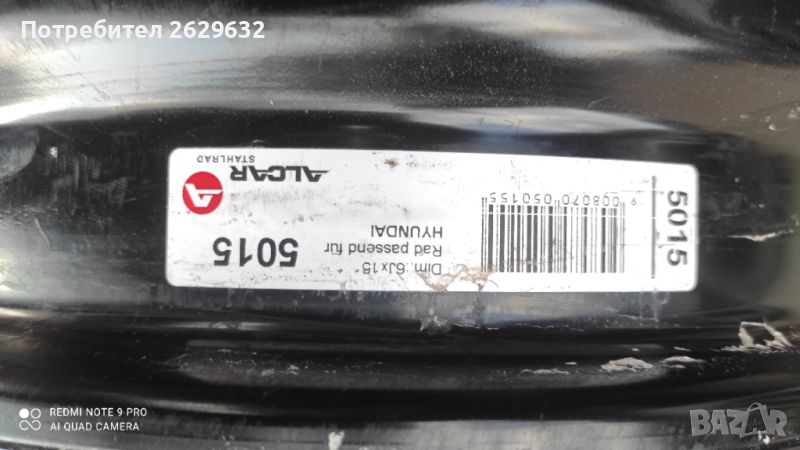 Потребител 2629632
ALCAR
STAHLRAD
5015
Dim.:6Jx15"
Rad passend für
HYUNDAI
9 008070 050155
5015
REDMI NOTE 9 PRO
AI QUAD CAMERA
BAZAR